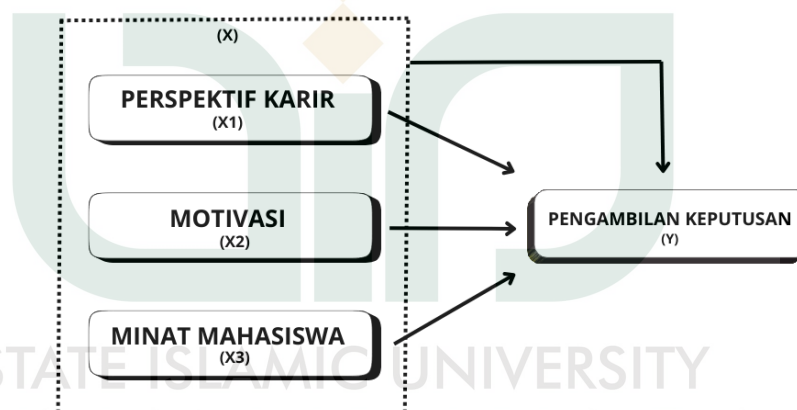 (X)
PERSPEKTIF KARIR
(X1)
MOTIVASI
(X2)
PENGAMBILAN KEPUTUSAN
(Y)
MINAT MAHASISWA
(X3)
STATE ISLAMIC UNIVERSITY